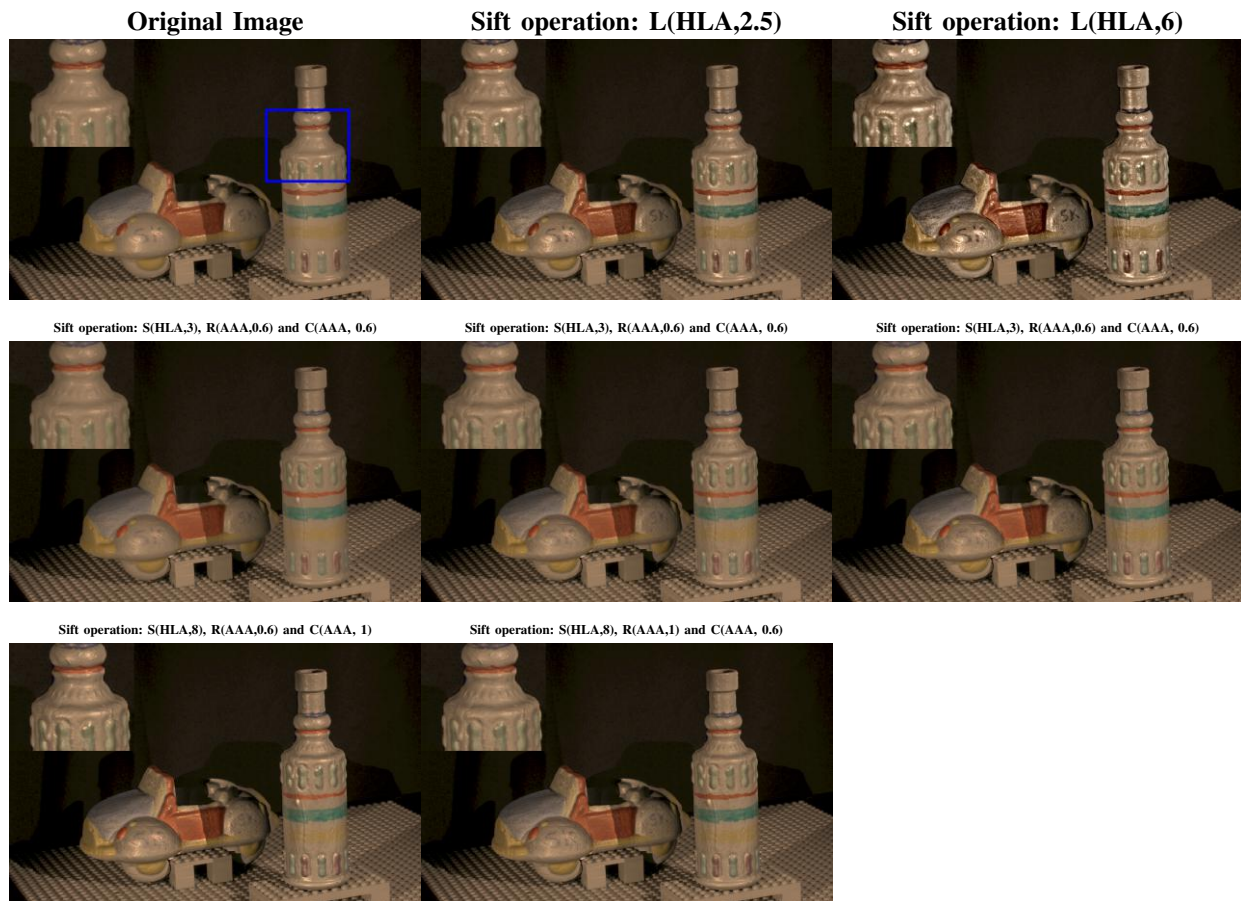 Original Image
Sift operation: L(HLA,2.5)
Sift operation: L(HLA,6)
Sift operation: S(HLA,3), R(AAA,0.6) and C(AAA, 0.6)
Sift operation: S(HLA,3), R(AAA,0.6) and C(AAA, 0.6)
Sift operation: S(HLA,3), R(AAA,0.6) and C(AAA, 0.6)
Sift operation: S(HLA,8), R(AAA,0.6) and C(AAA, 1)
Sift operation: S(HLA,8), R(AAA,1) and C(AAA, 0.6)